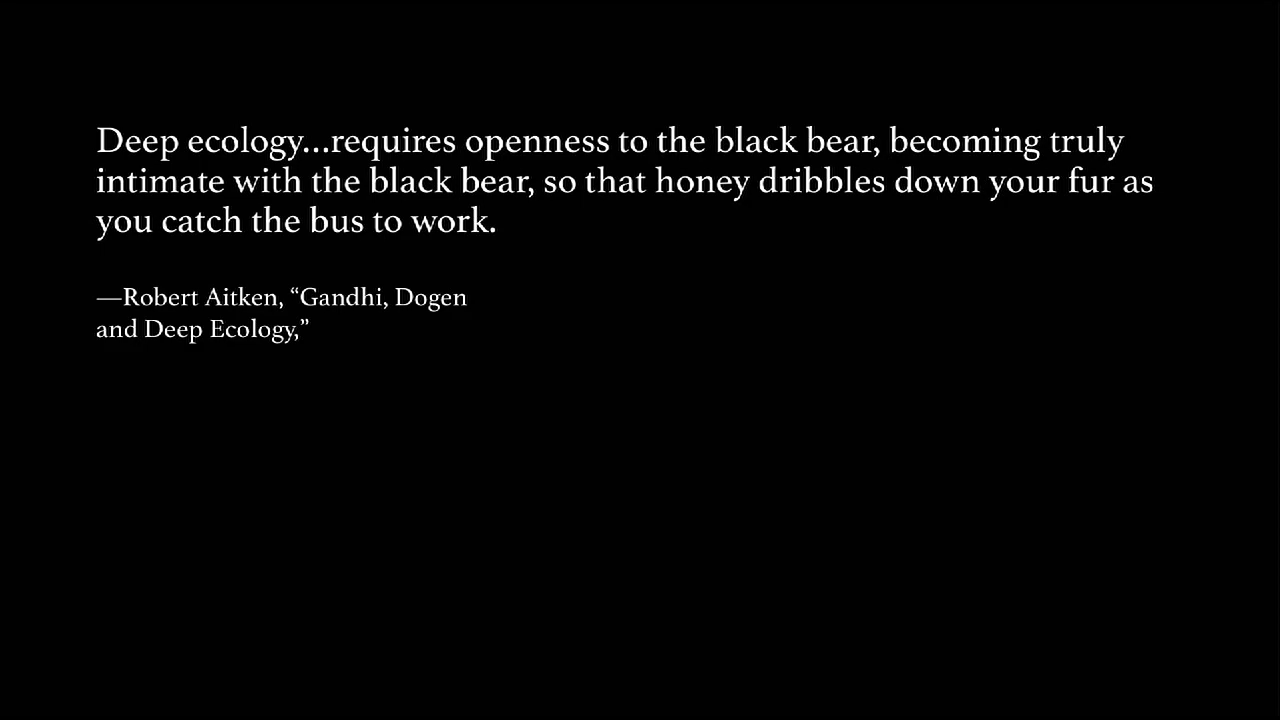 Deep ecology...requires openness to the black bear, becoming truly
intimate with the black bear, so that honey dribbles down your fur as
you catch the bus to work.
—Robert Aitken, “Gandhi, Dogen
and Deep Ecology,”